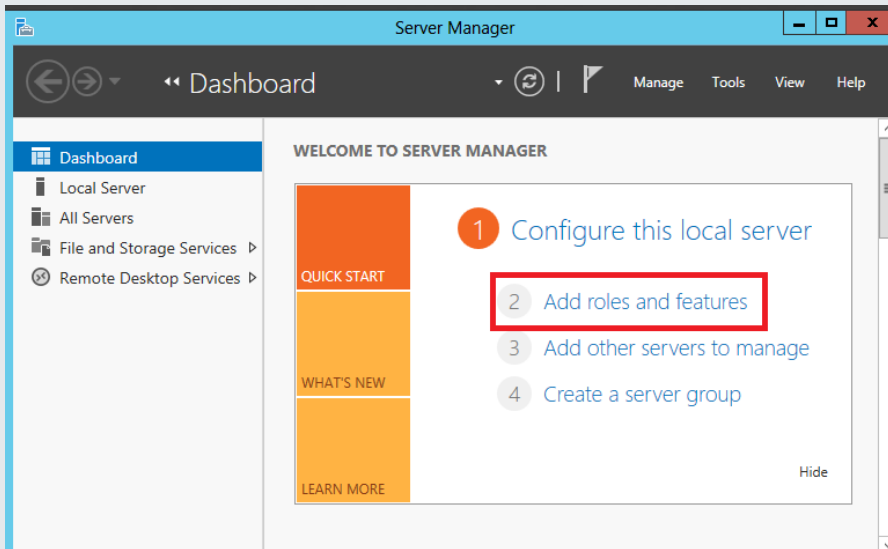 Server Manager
Dashboard
Manage Tools View Help
Dashboard
Local Server
All Servers
File and Storage Services
Remote Desktop Services
WELCOME TO SERVER MANAGER
QUICK START
WHAT'S NEW
LEARN MORE
1 Configure this local server
2 Add roles and features
3 Add other servers to manage
4 Create a server group
Hide